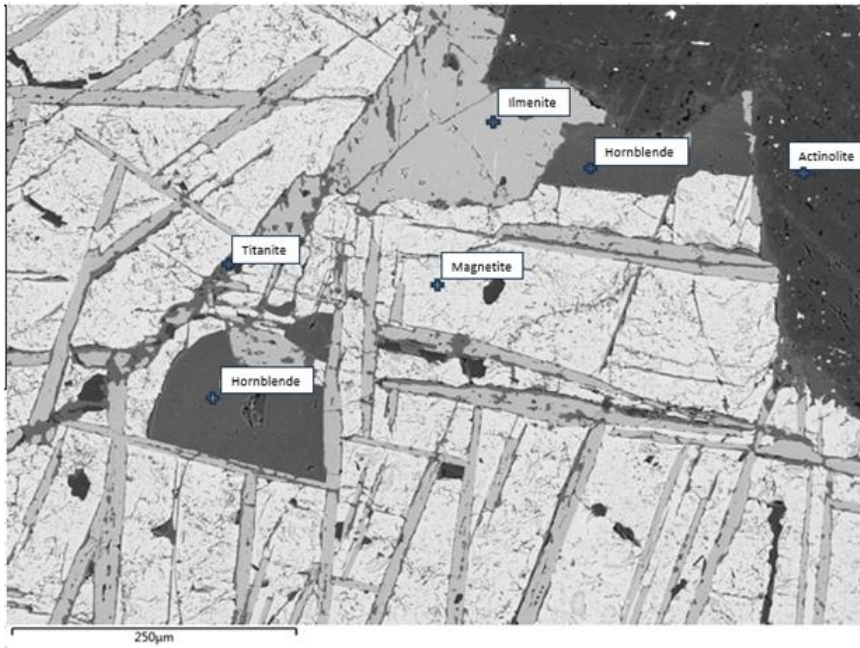 Ilmenite
Hornblende
Actinolite
Titanite
Magnetite
Hornblende
250µm